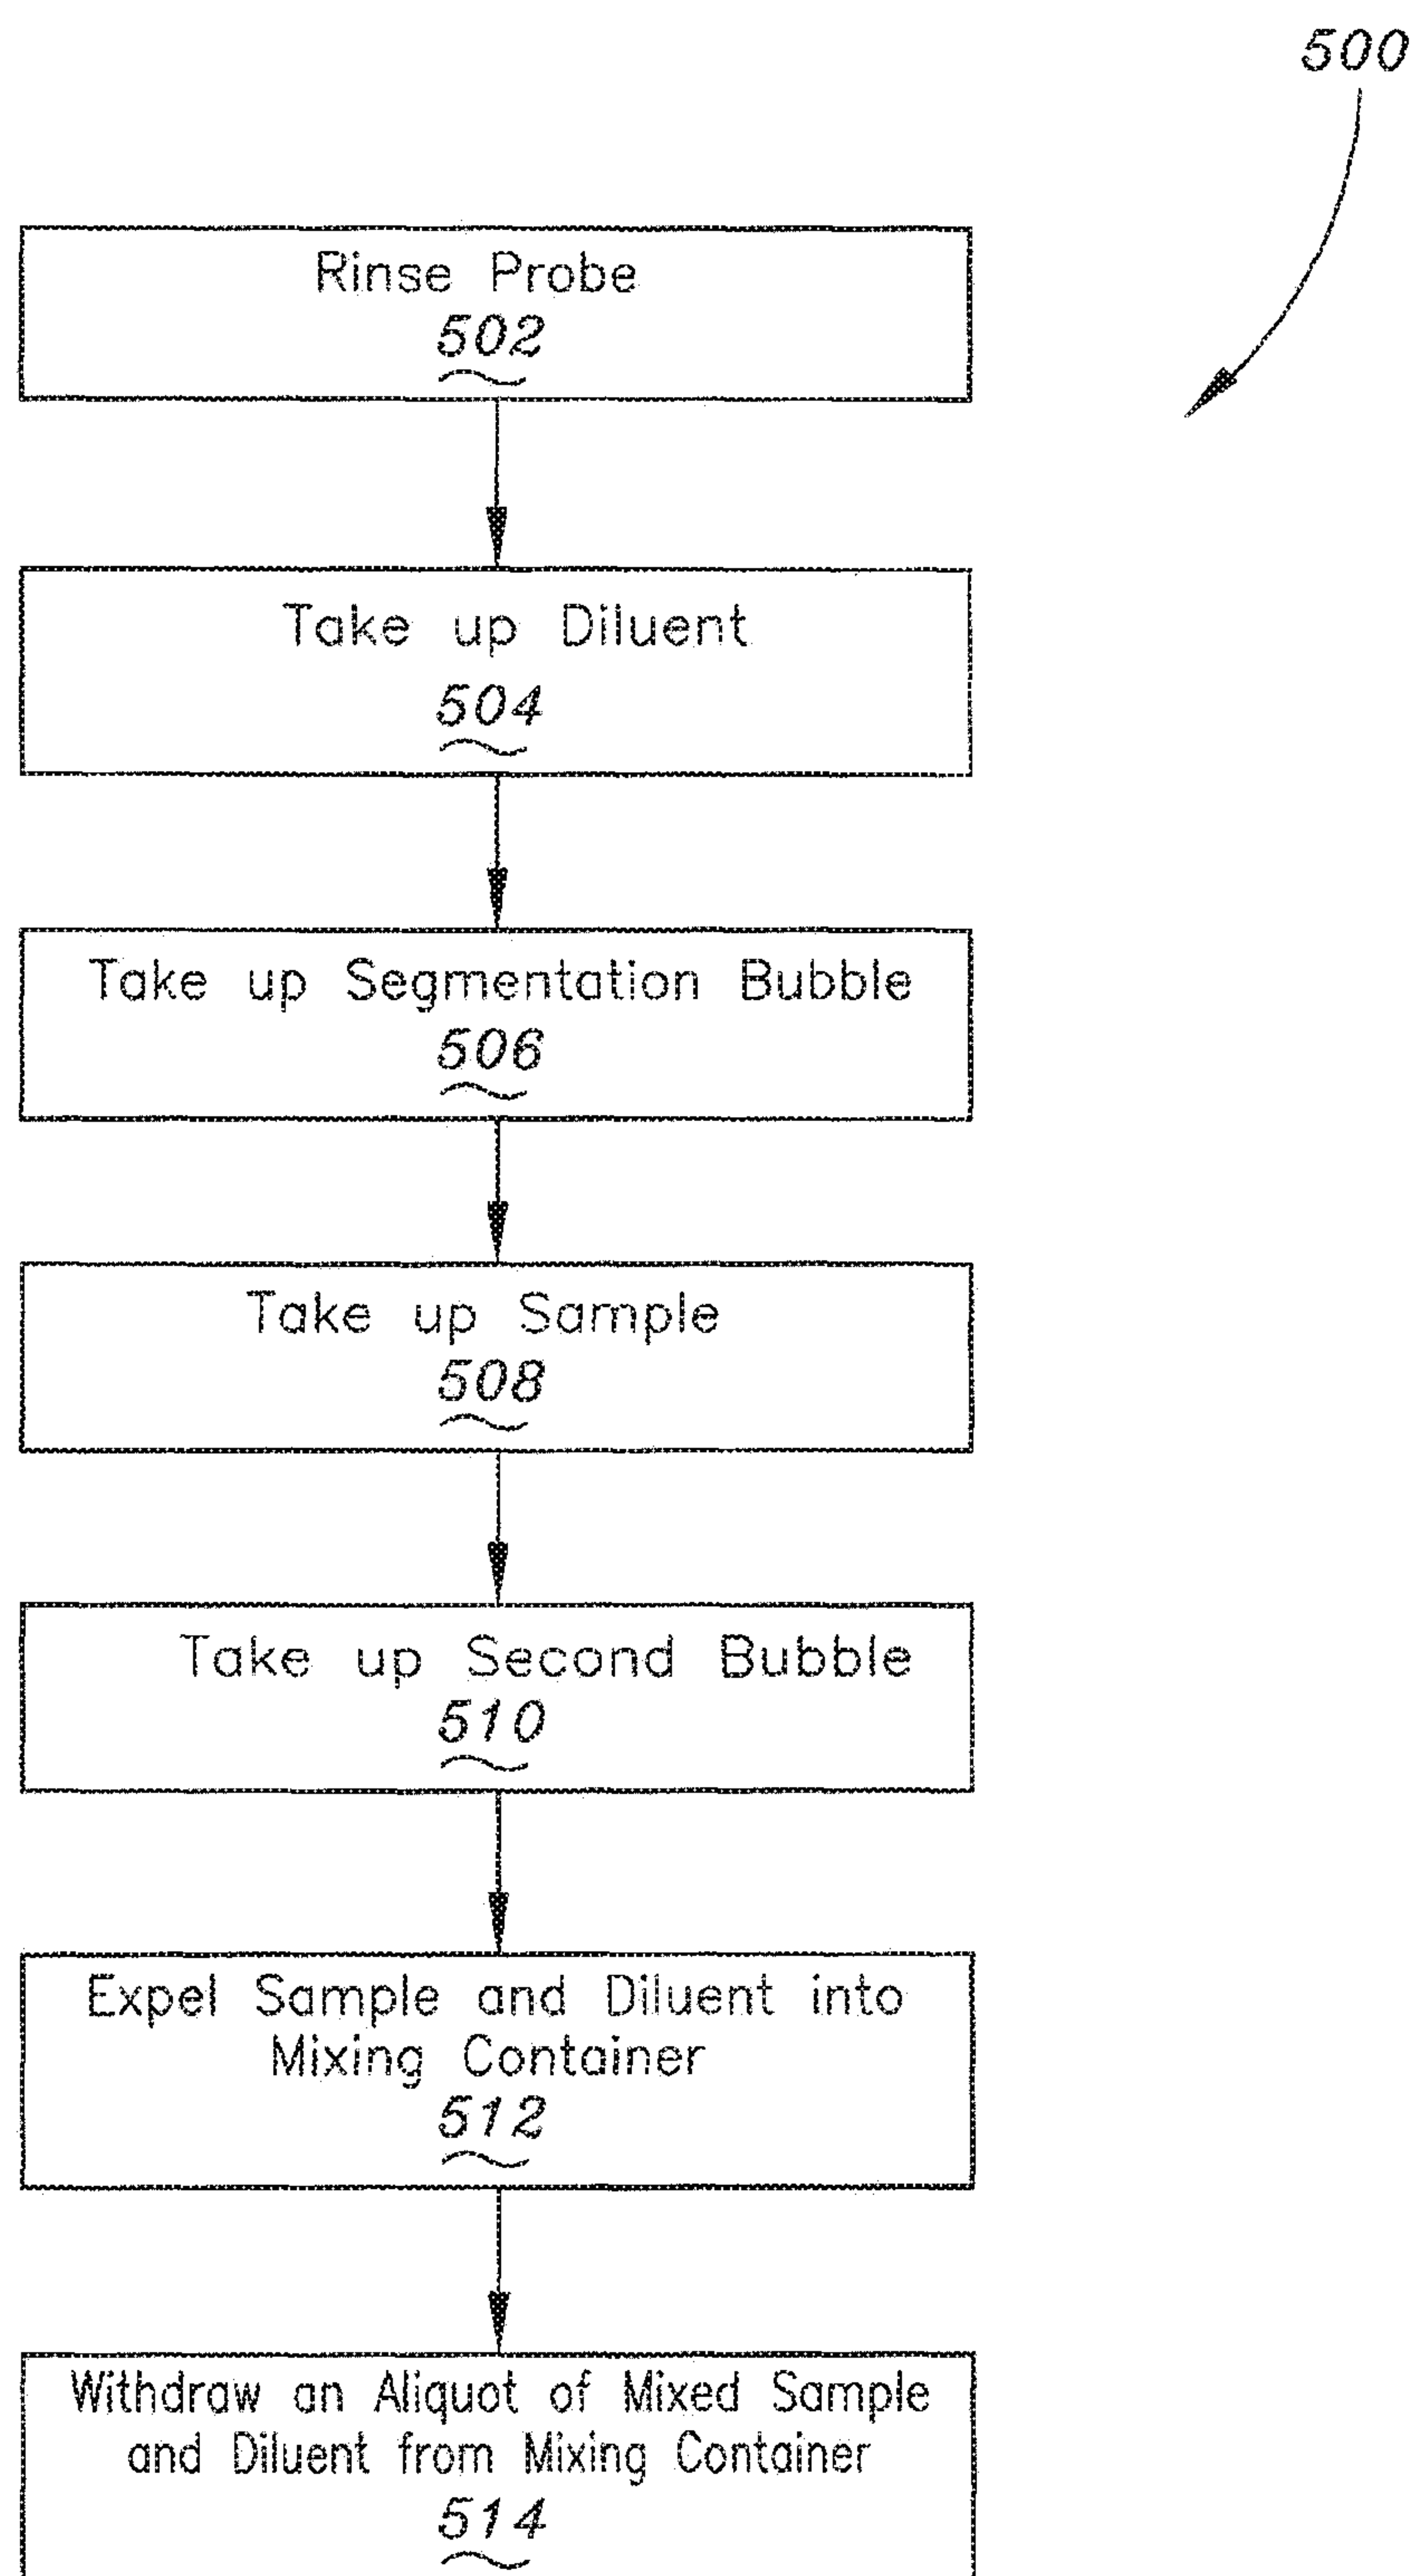 500
Rinse Probe
502
Take up Diluent
504
Take up Segmentation Bubble
506
Take up Sample
508
Take up Second Bubble
510
Expel Sample and Diluent into
Mixing Container
512
Withdraw an Aliquot of Mixed Sample
and Diluent from Mixing Container
514